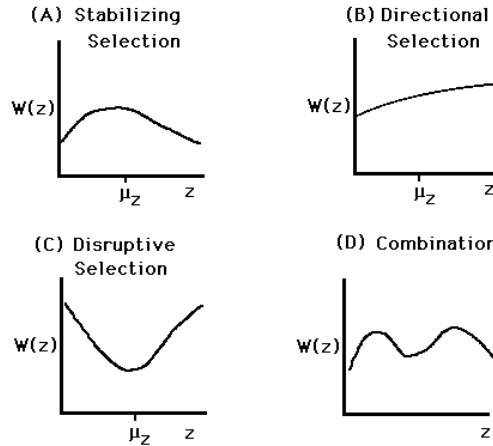 (A) Stabilizing
Selection
W(z)
μz
z
(B) Directional
Selection
W(z)
μz
z
(C) Disruptive
Selection
W(z)
μz
z
(D) Combination
W(z)
z